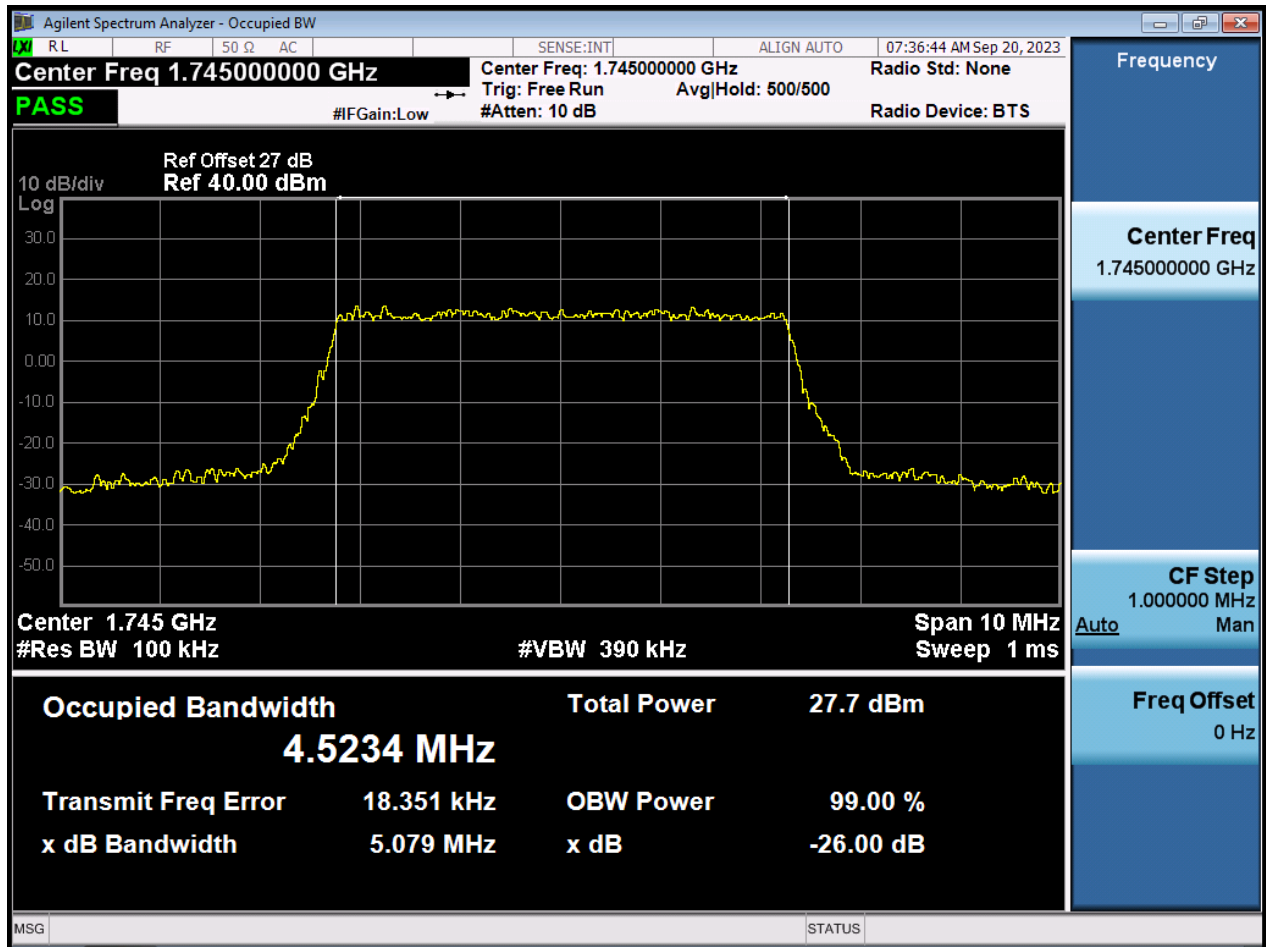 Agilent Spectrum Analyzer - Occupied BW
LXI RL RF 50 Ω AC SENSE:INT ALIGN AUTO 07:36:44 AM Sep 20, 2023
Center Freq 1.745000000 GHz
Center Freq: 1.745000000 GHz Radio Std: None
Trig: Free Run Avg|Hold: 500/500
PASS #IFGain:Low #Atten: 10 dB Radio Device: BTS
Ref Offset 27 dB
10 dB/div Ref 40.00 dBm
Log
30.0
20.0
10.0
0.00
-10.0
-20.0
-30.0
-40.0
-50.0
Center 1.745 GHz Span 10 MHz
#Res BW 100 kHz #VBW 390 kHz Sweep 1 ms
Occupied Bandwidth Total Power 27.7 dBm
4.5234 MHz
Transmit Freq Error 18.351 kHz OBW Power 99.00 %
x dB Bandwidth 5.079 MHz x dB -26.00 dB
MSG STATUS
Frequency
Center Freq
1.745000000 GHz
CF Step
1.000000 MHz
Auto Man
Freq Offset
0 Hz